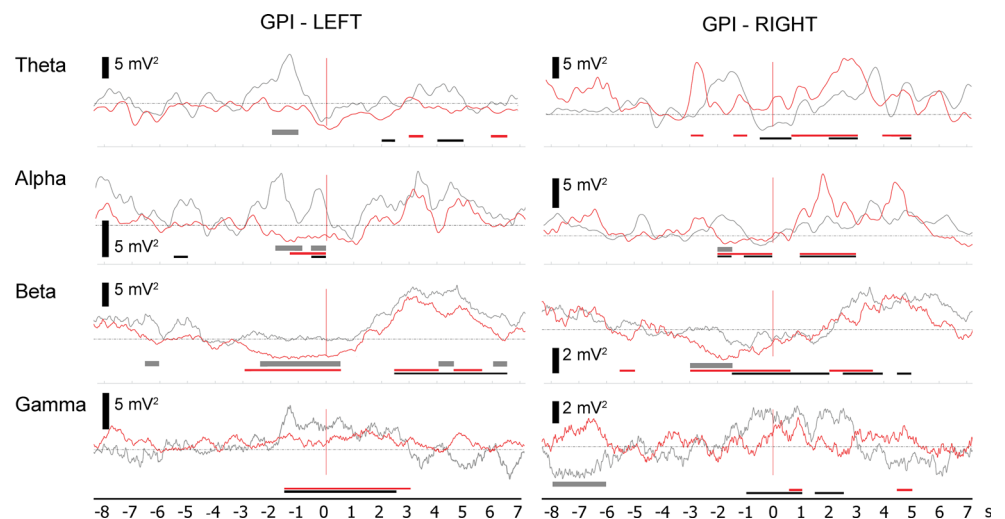 GPI - LEFT
GPI - RIGHT
Theta
5 mV²
5 mV²
Alpha
5 mV²
5 mV²
Beta
5 mV²
2 mV²
Gamma
5 mV²
2 mV²
-8 -7 -6 -5 -4 -3 -2 -1 0 1 2 3 4 5 6 7
-8 -7 -6 -5 -4 -3 -2 -1 0 1 2 3 4 5 6 7 s